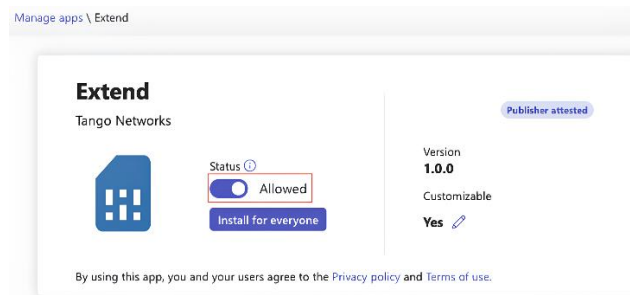 Manage apps \ Extend
Extend
Tango Networks
Publisher attested
Status
Allowed
Install for everyone
Version
1.0.0
Customizable
Yes
By using this app, you and your users agree to the Privacy policy and Terms of use.